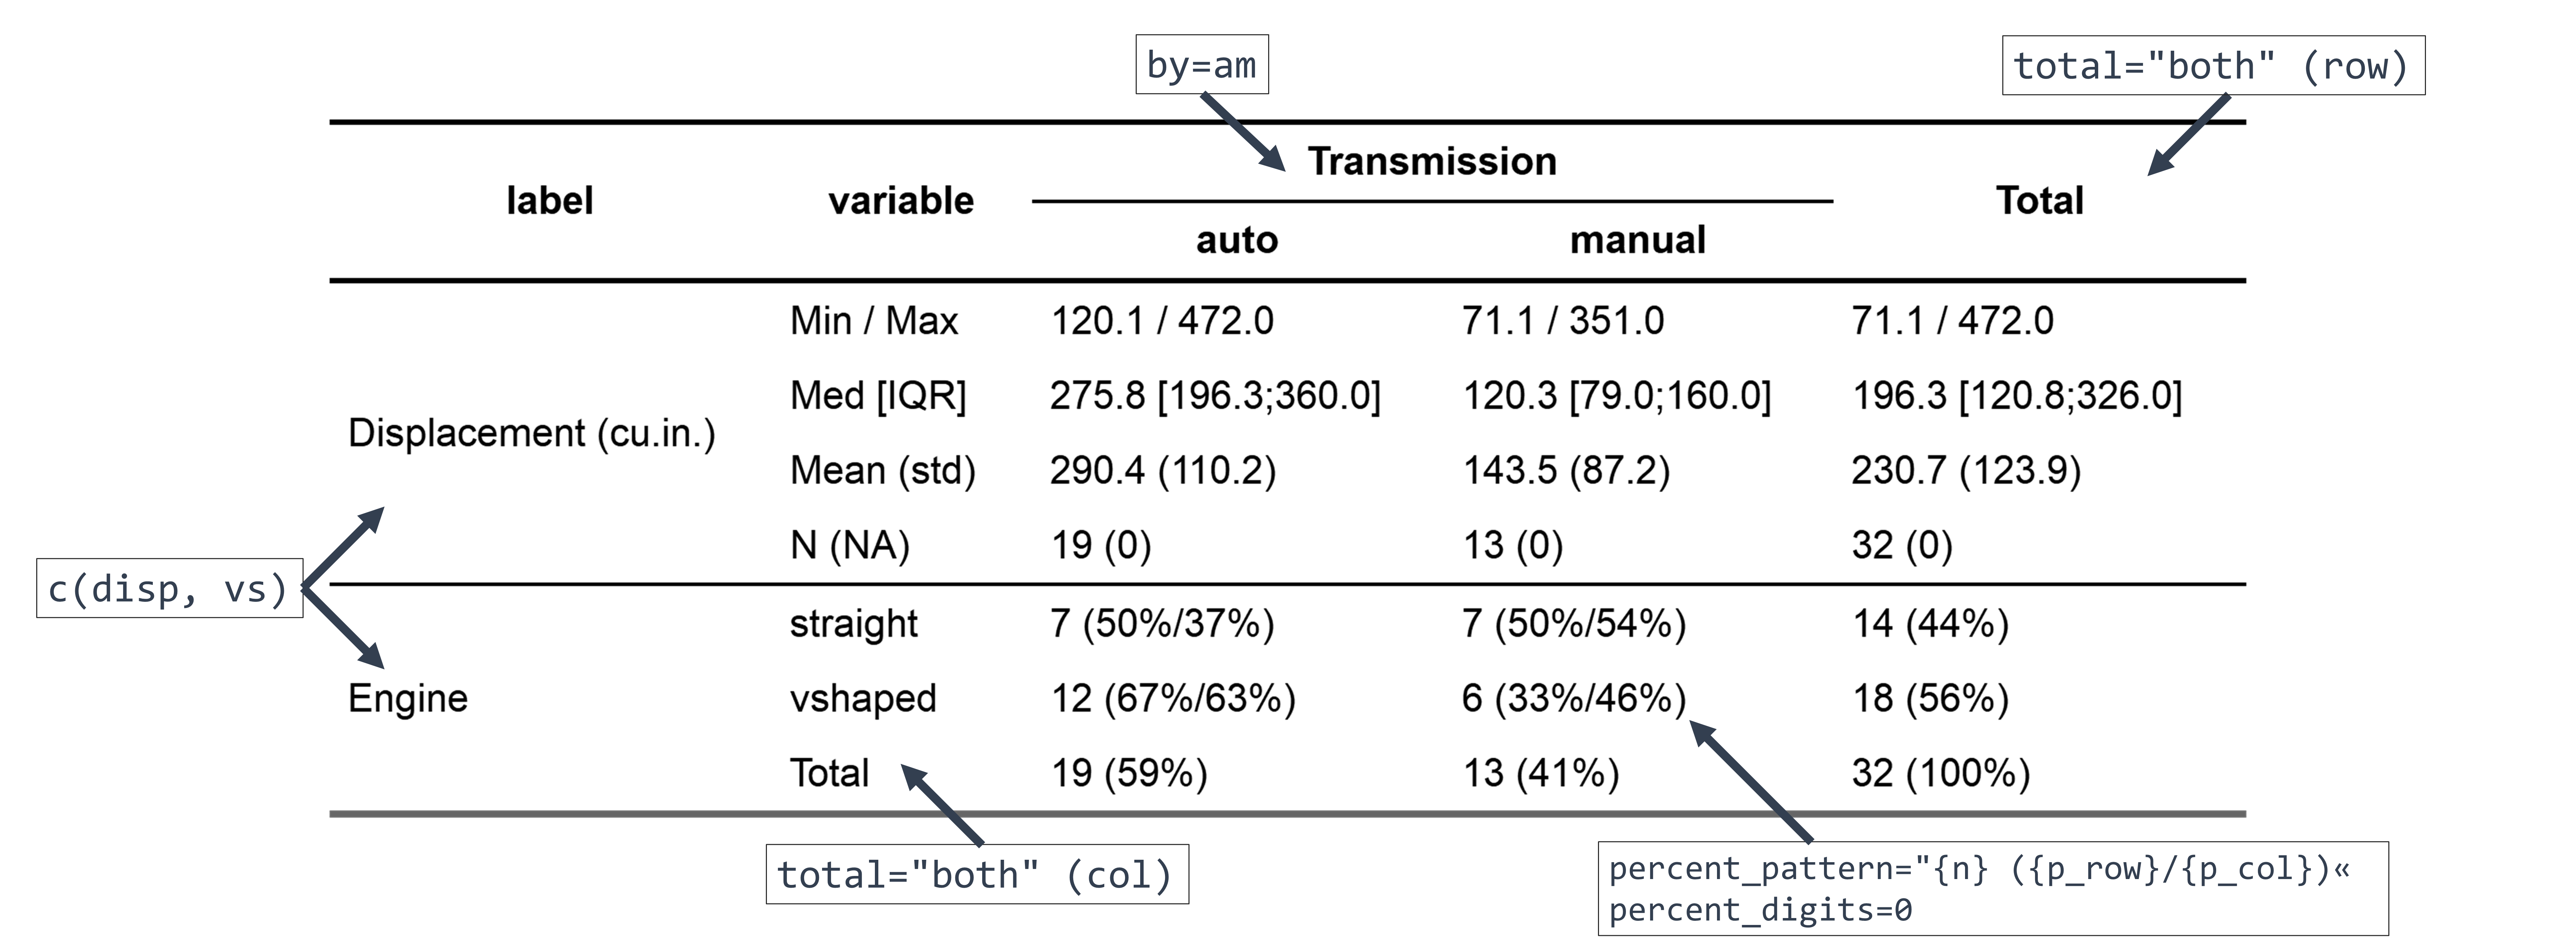 by=am
total="both" (row)
label variable Transmission Total
auto manual
Displacement (cu.in.)
Min / Max 120.1 / 472.0 71.1 / 351.0 71.1 / 472.0
Med [IQR] 275.8 [196.3;360.0] 120.3 [79.0;160.0] 196.3 [120.8;326.0]
Mean (std) 290.4 (110.2) 143.5 (87.2) 230.7 (123.9)
N (NA) 19 (0) 13 (0) 32 (0)
c(disp, vs)
Engine
straight 7 (50%/37%) 7 (50%/54%) 14 (44%)
vshaped 12 (67%/63%) 6 (33%/46%) 18 (56%)
Total 19 (59%) 13 (41%) 32 (100%)
total="both" (col)
percent_pattern="{n} ({p_row}/{p_col})«
percent_digits=0